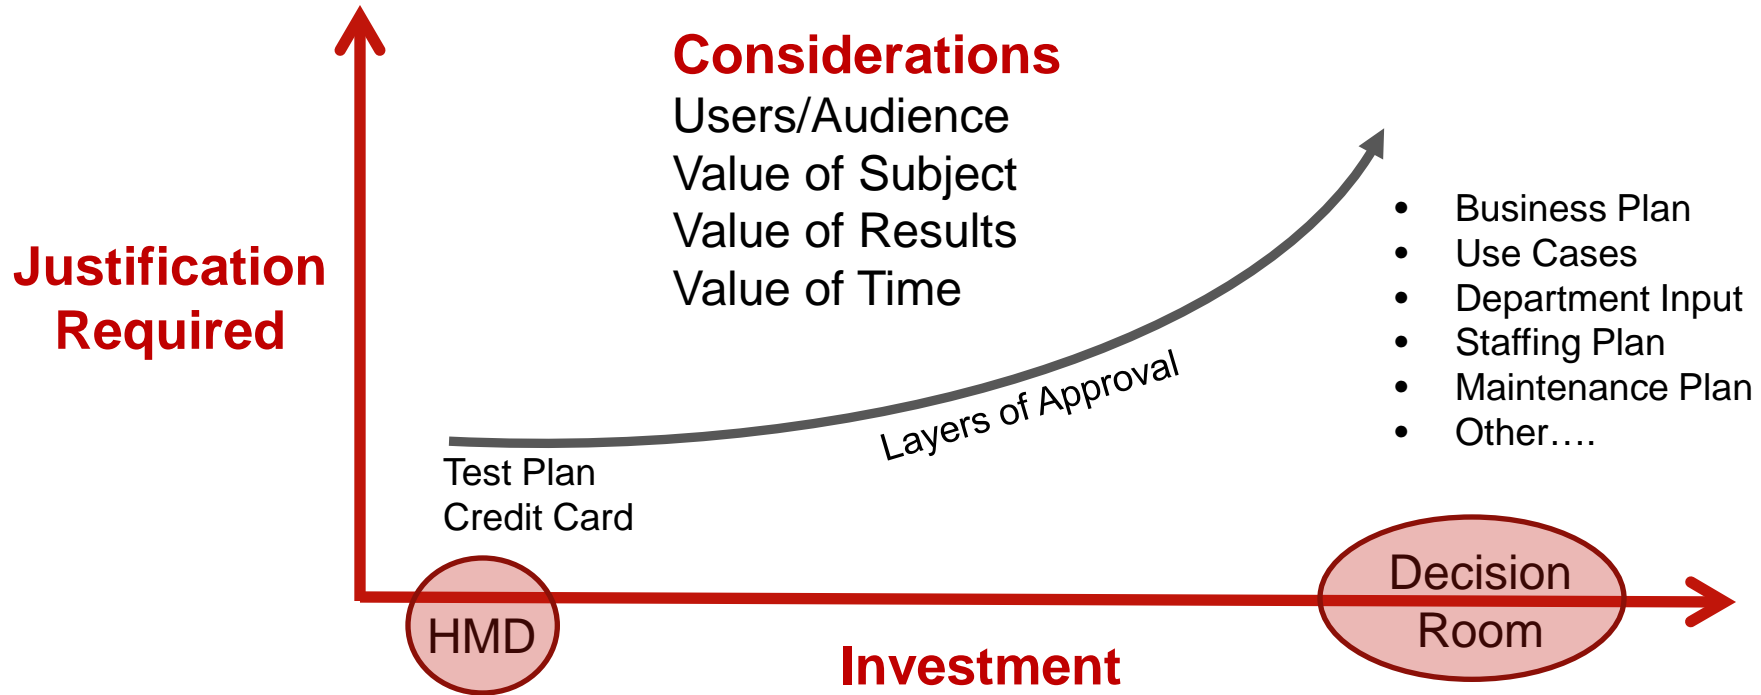 Considerations
Users/Audience
Value of Subject
Value of Results
Value of Time
Justification
Required
• Business Plan
• Use Cases
• Department Input
• Staffing Plan
• Maintenance Plan
• Other….
Layers of Approval
Test Plan
Credit Card
HMD
Decision
Room
Investment